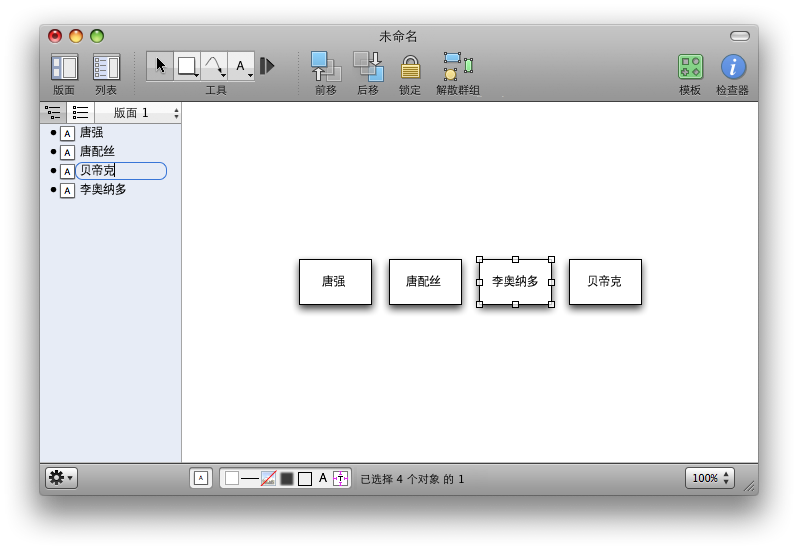 未命名
版面 列表 工具 前移 后移 锁定 解散群组 模板 检查器
A
版面 1
A 唐强
A 唐配丝
A 贝帝克
A 李奥纳多
唐强 唐配丝 李奥纳多 贝帝克
A A T 已选择 4 个对象 的 1 100%